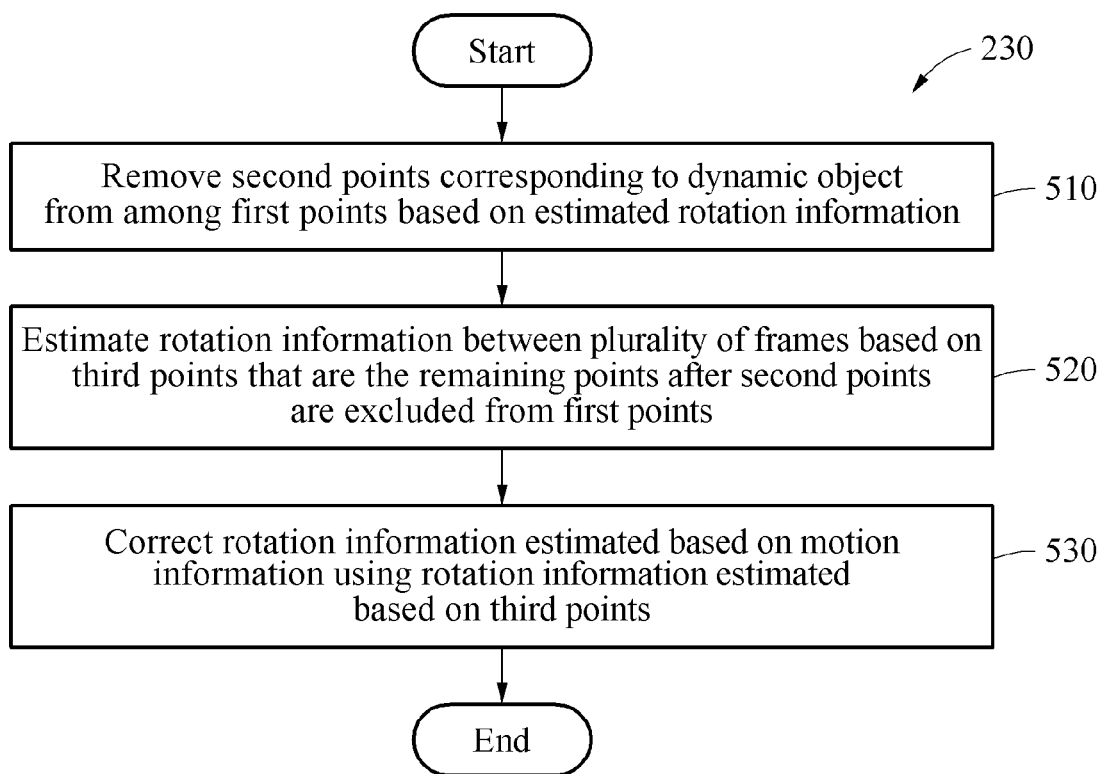 Start
230
Remove second points corresponding to dynamic object
from among first points based on estimated rotation information
510
Estimate rotation information between plurality of frames based on
third points that are the remaining points after second points
are excluded from first points
520
Correct rotation information estimated based on motion
information using rotation information estimated
based on third points
530
End